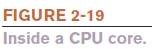 FIGURE 2-19
Inside a CPU core.